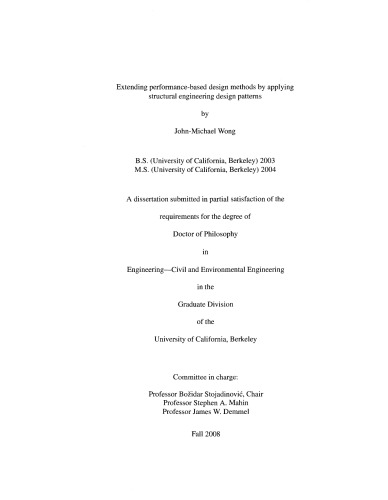 Extending performance-based design methods by applying
structural engineering design patterns
by
John-Michael Wong
B.S. (University of California, Berkeley) 2003
M.S. (University of California, Berkeley) 2004
A dissertation submitted in partial satisfaction of the
requirements for the degree of
Doctor of Philosophy
in
Engineering—Civil and Environmental Engineering
in the
Graduate Division
of the
University of California, Berkeley
Committee in charge:
Professor Božidar Stojadinović, Chair
Professor Stephen A. Mahin
Professor James W. Demmel
Fall 2008